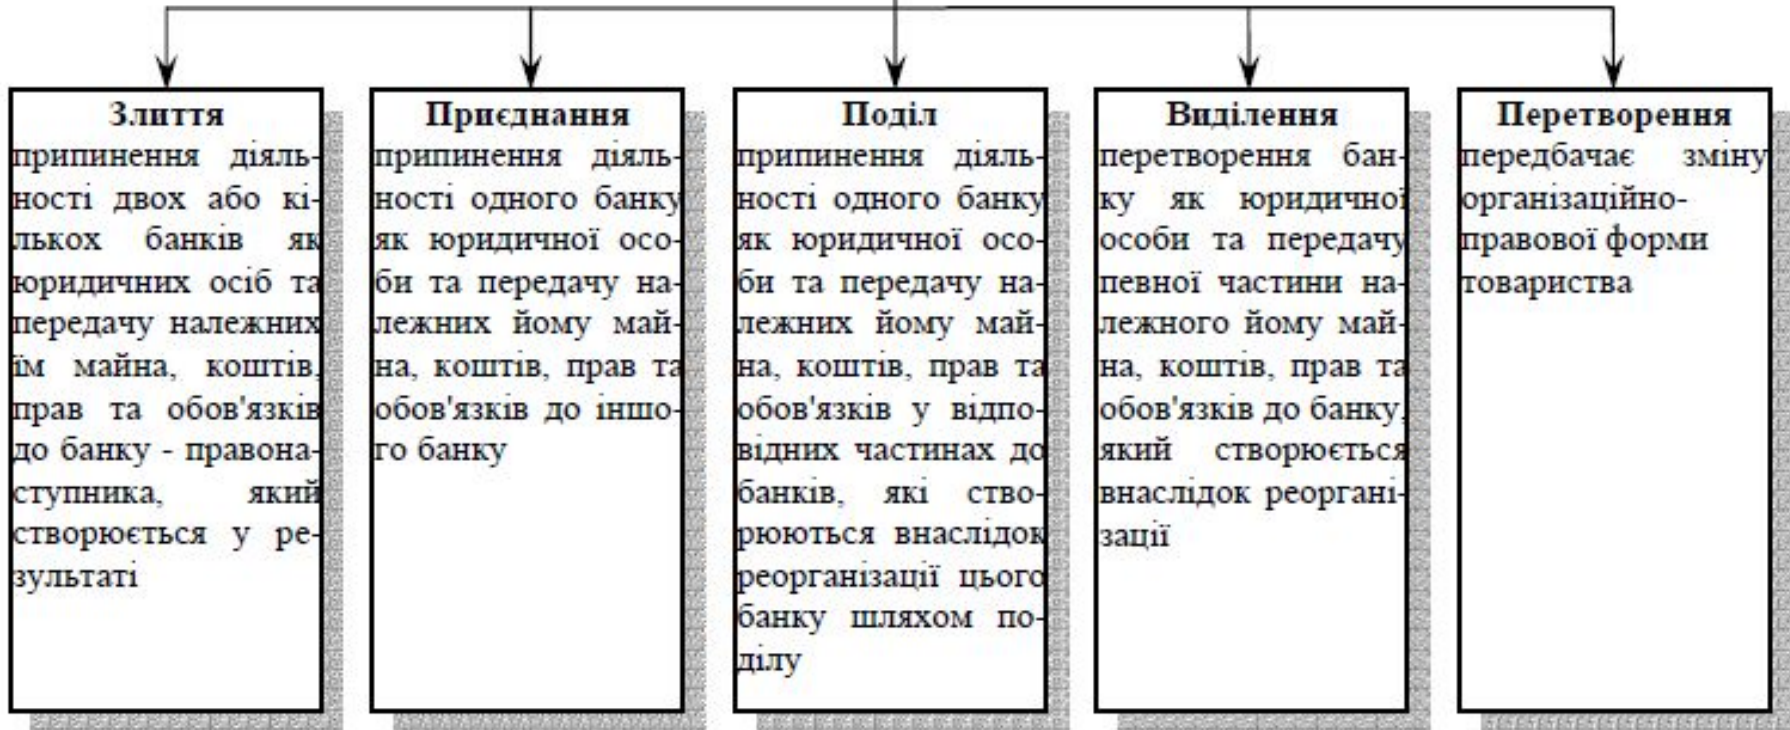 Злиття
припинення діяль-
ності двох або кі-
лькох банків як
юридичних осіб та
передачу належних
їм майна, коштів,
прав та обов'язків
до банку - правона-
ступника, який
створюється у ре-
зультаті
Приєднання
припинення діяль-
ності одного банку
як юридичної осо-
би та передачу на-
лежних йому май-
на, коштів, прав та
обов'язків до іншо-
го банку
Поділ
припинення діяль-
ності одного банку
як юридичної осо-
би та передачу на-
лежних йому май-
на, коштів, прав та
обов'язків у відпо-
відних частинах до
банків, які ство-
рюються внаслідок
реорганізації цього
банку шляхом по-
ділу
Виділення
перетворення бан-
ку як юридичної
особи та передачу
певної частини на-
лежного йому май-
на, коштів, прав та
обов'язків до банку,
який створюється
внаслідок реоргані-
зації
Перетворення
передбачає зміну
організаційно-
правової форми
товариства